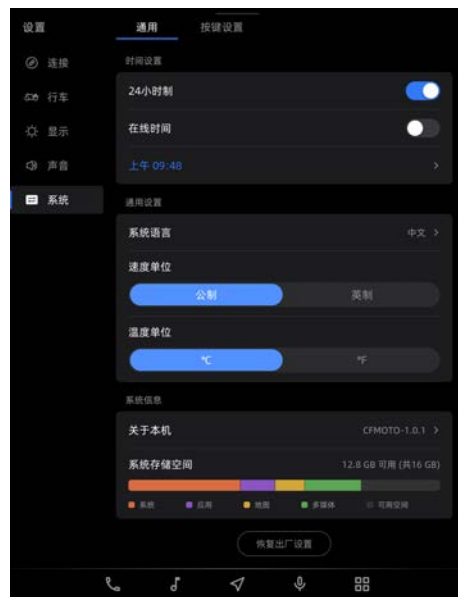 设置
通用
按键设置
连接
行车
显示
声音
系统
时间设置
24小时制
在线时间
上午 09:48
通用设置
系统语言
中文
速度单位
公制
英制
温度单位
°C
°F
系统信息
关于本机
CFMOTO-1.0.1
系统存储空间
12.8 GB 可用 (共16 GB)
系统
应用
地图
多媒体
可用空间
恢复出厂设置